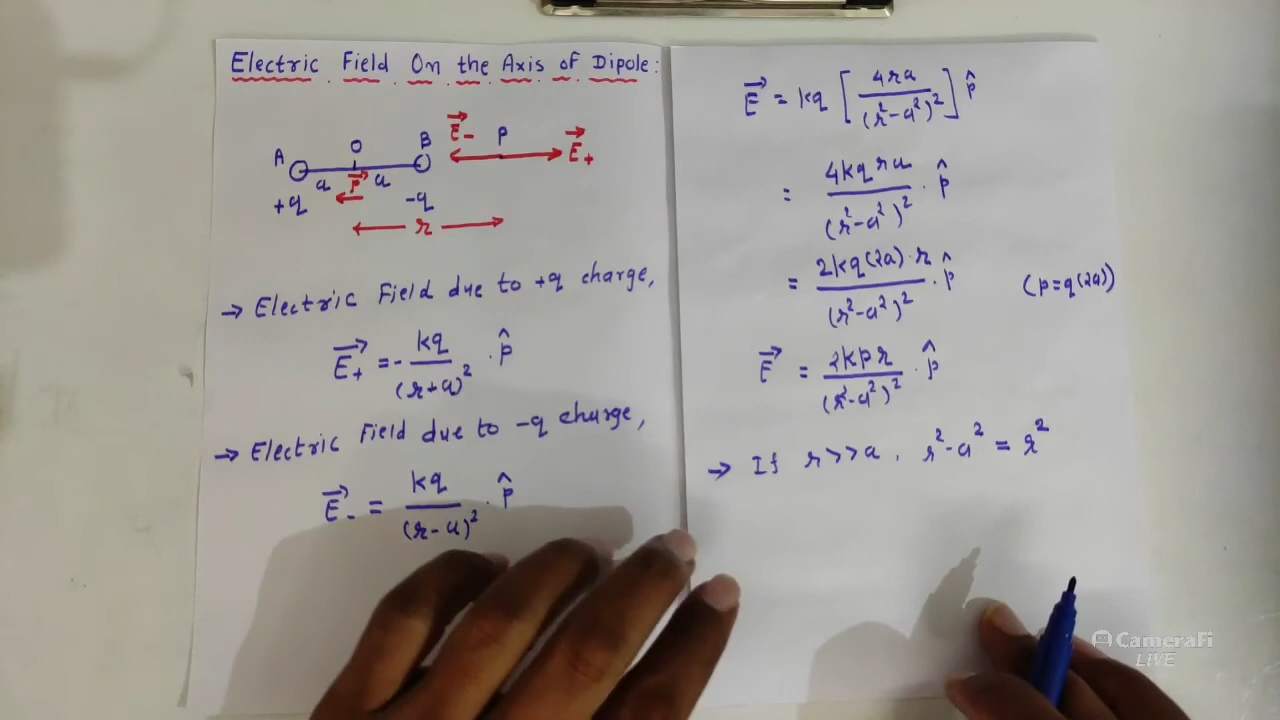 Electric Field On the Axis of Dipole:
A O B E⃗₋ P E⃗₊
a p⃗ a
+q -q
r
→ Electric Field due to +q charge,
E⃗₊ = - kq / (r+a)² · p̂
→ Electric Field due to -q charge,
E⃗₋ = kq / (r-a)² · p̂
E⃗ = kq [ 4ra / (r²-a²)² ] p̂
= 4kqra / (r²-a²)² · p̂
= 2kq(2a)·r / (r²-a²)² · p̂ (p=q(2a))
E⃗ = 2kpr / (r²-a²)² · p̂
→ If r>>a, r²-a² = r²
CameraFi
LIVE